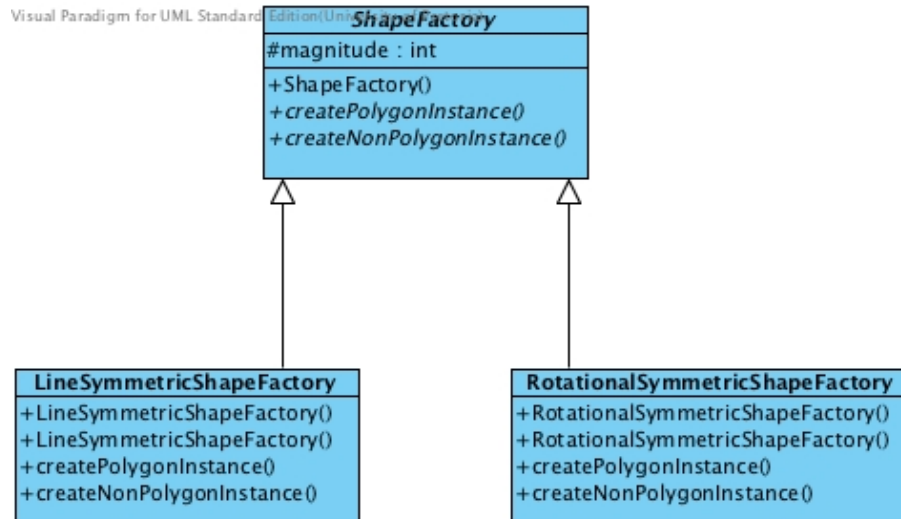 Visual Paradigm for UML Standard Edition
ShapeFactory
#magnitude : int
+ShapeFactory()
+createPolygonInstance()
+createNonPolygonInstance()
LineSymmetricShapeFactory
+LineSymmetricShapeFactory()
+LineSymmetricShapeFactory()
+createPolygonInstance()
+createNonPolygonInstance()
RotationalSymmetricShapeFactory
+RotationalSymmetricShapeFactory()
+RotationalSymmetricShapeFactory()
+createPolygonInstance()
+createNonPolygonInstance()